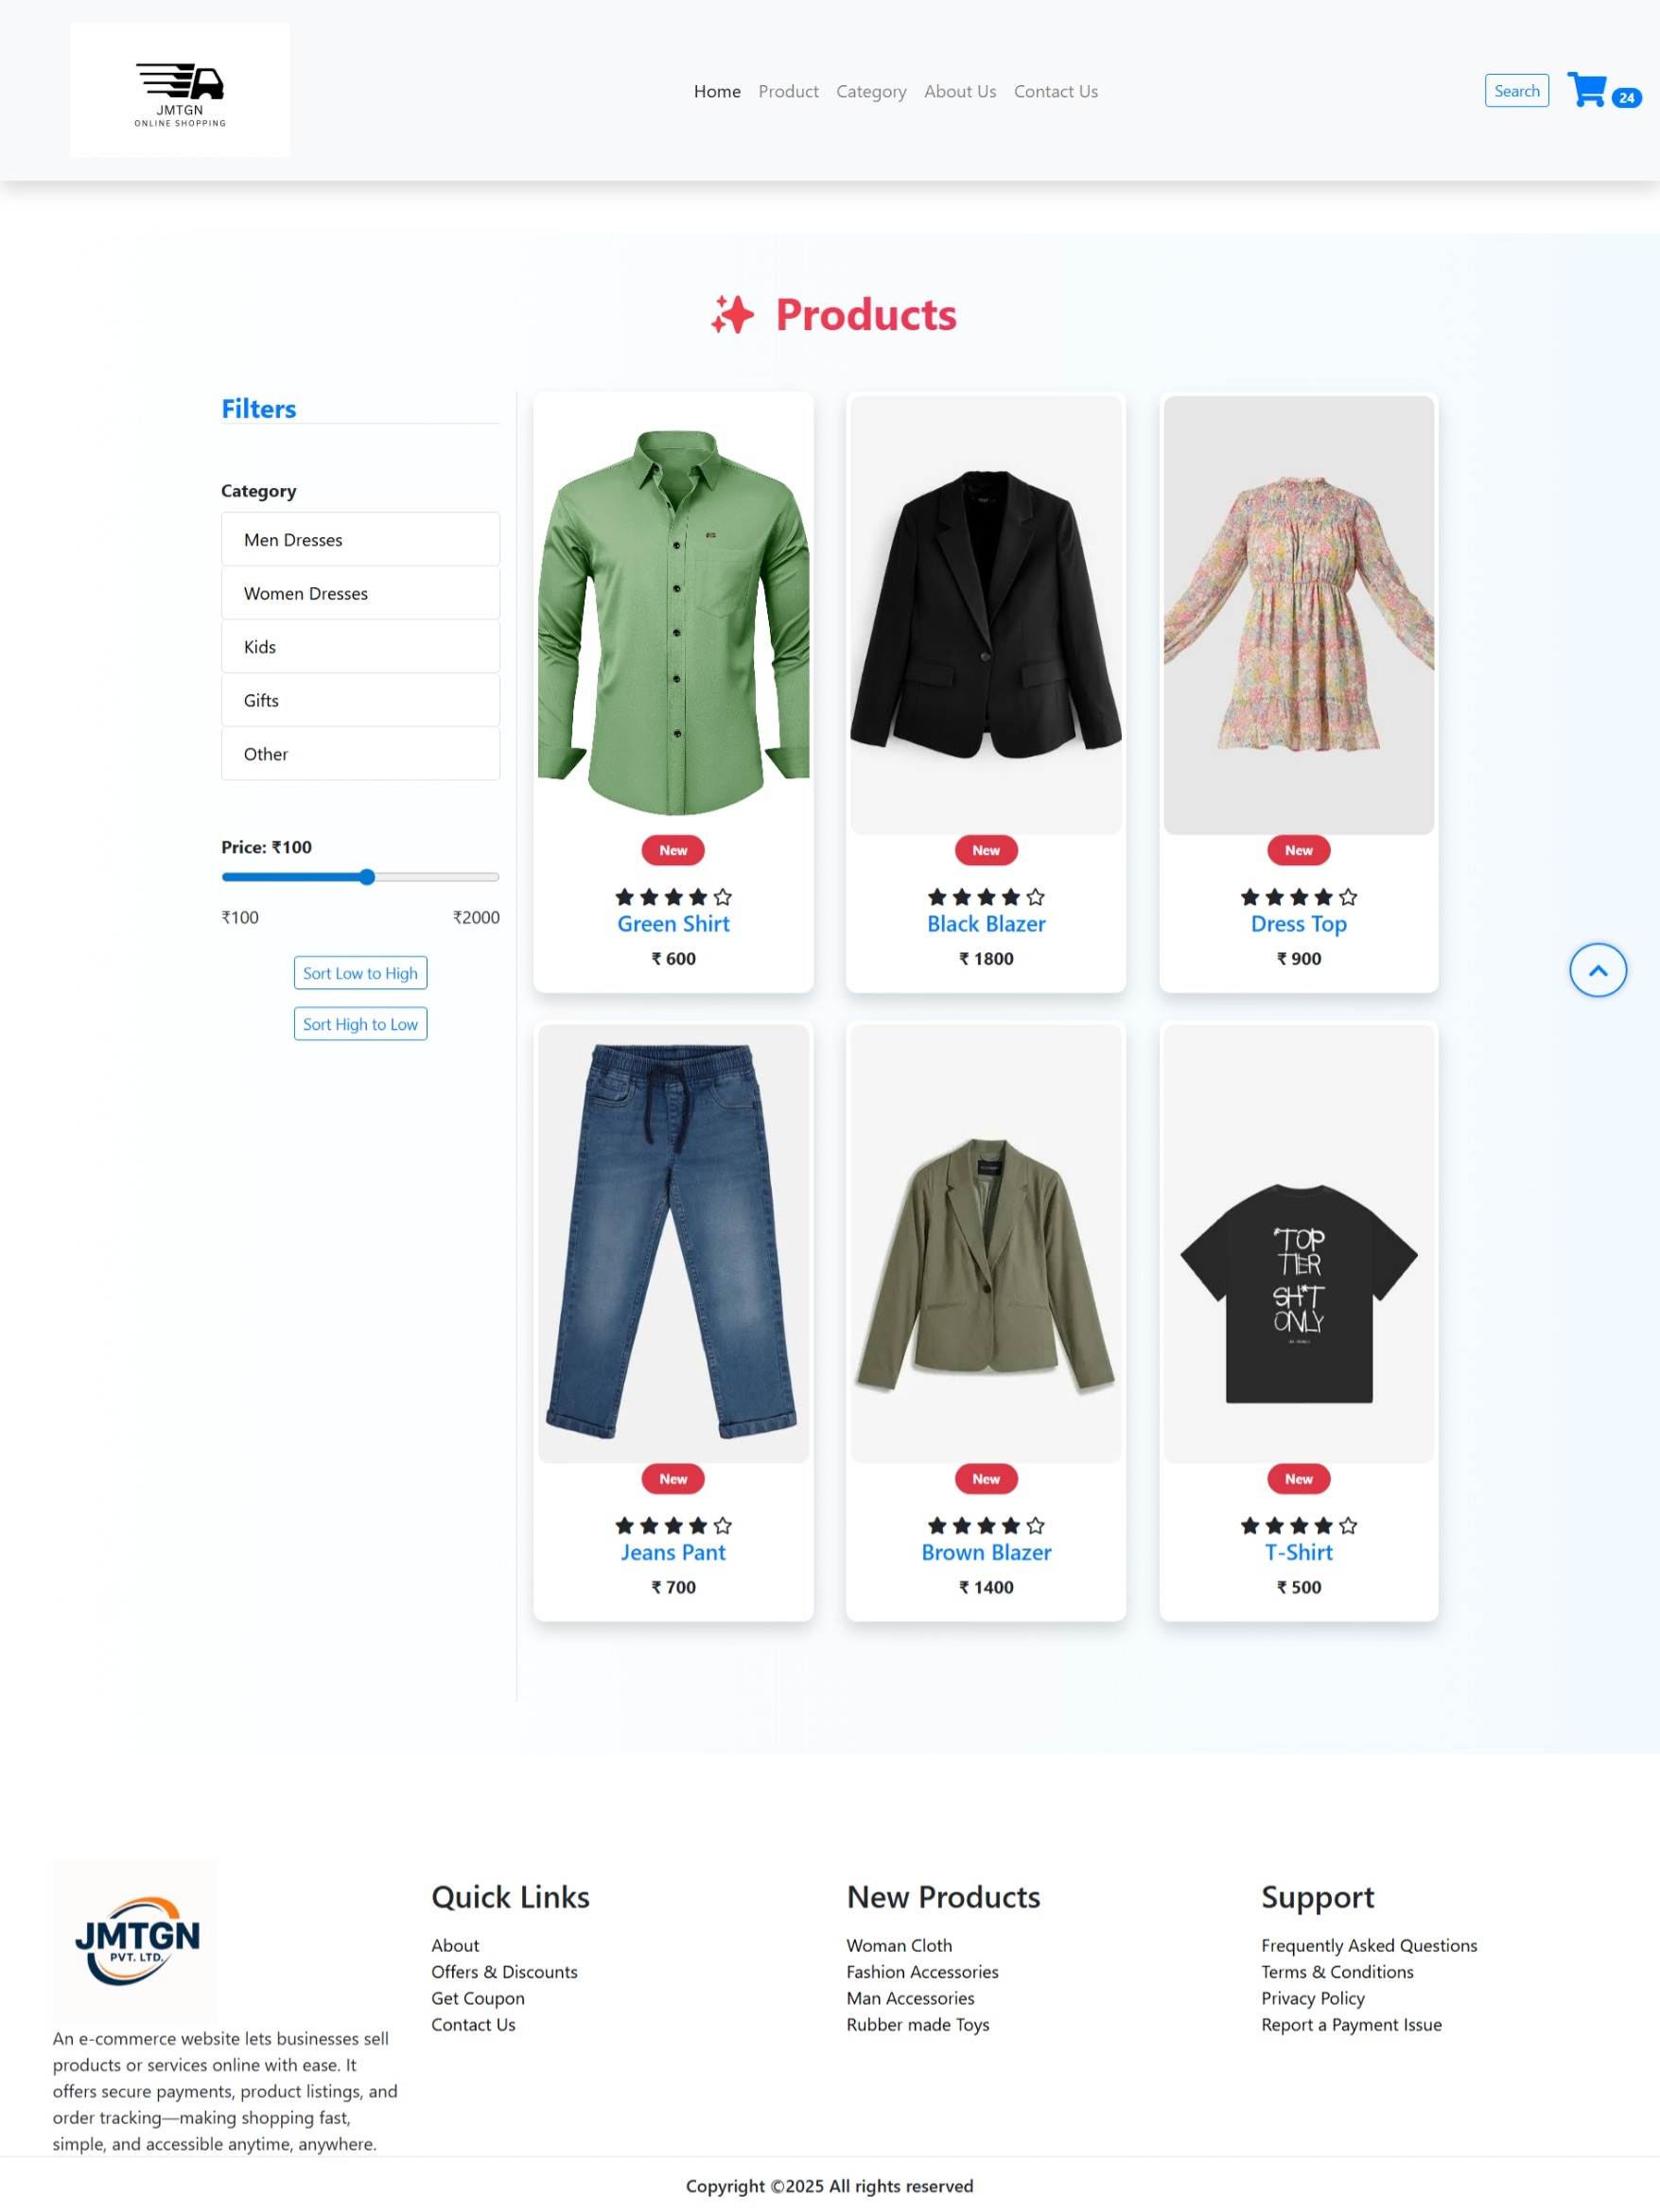 JMTGN
ONLINE SHOPPING
Home Product Category About Us Contact Us
Search
24
Products
Filters
Category
Men Dresses
Women Dresses
Kids
Gifts
Other
Price: ₹100
₹100 ₹2000
Sort Low to High
Sort High to Low
New
Green Shirt
₹ 600
New
Black Blazer
₹ 1800
New
Dress Top
₹ 900
New
Jeans Pant
₹ 700
New
Brown Blazer
₹ 1400
*TOP
TIER
SH*T
ONLY
New
T-Shirt
₹ 500
JMTGN
PVT. LTD.
An e-commerce website lets businesses sell
products or services online with ease. It
offers secure payments, product listings, and
order tracking—making shopping fast,
simple, and accessible anytime, anywhere.
Quick Links
About
Offers & Discounts
Get Coupon
Contact Us
New Products
Woman Cloth
Fashion Accessories
Man Accessories
Rubber made Toys
Support
Frequently Asked Questions
Terms & Conditions
Privacy Policy
Report a Payment Issue
Copyright ©2025 All rights reserved